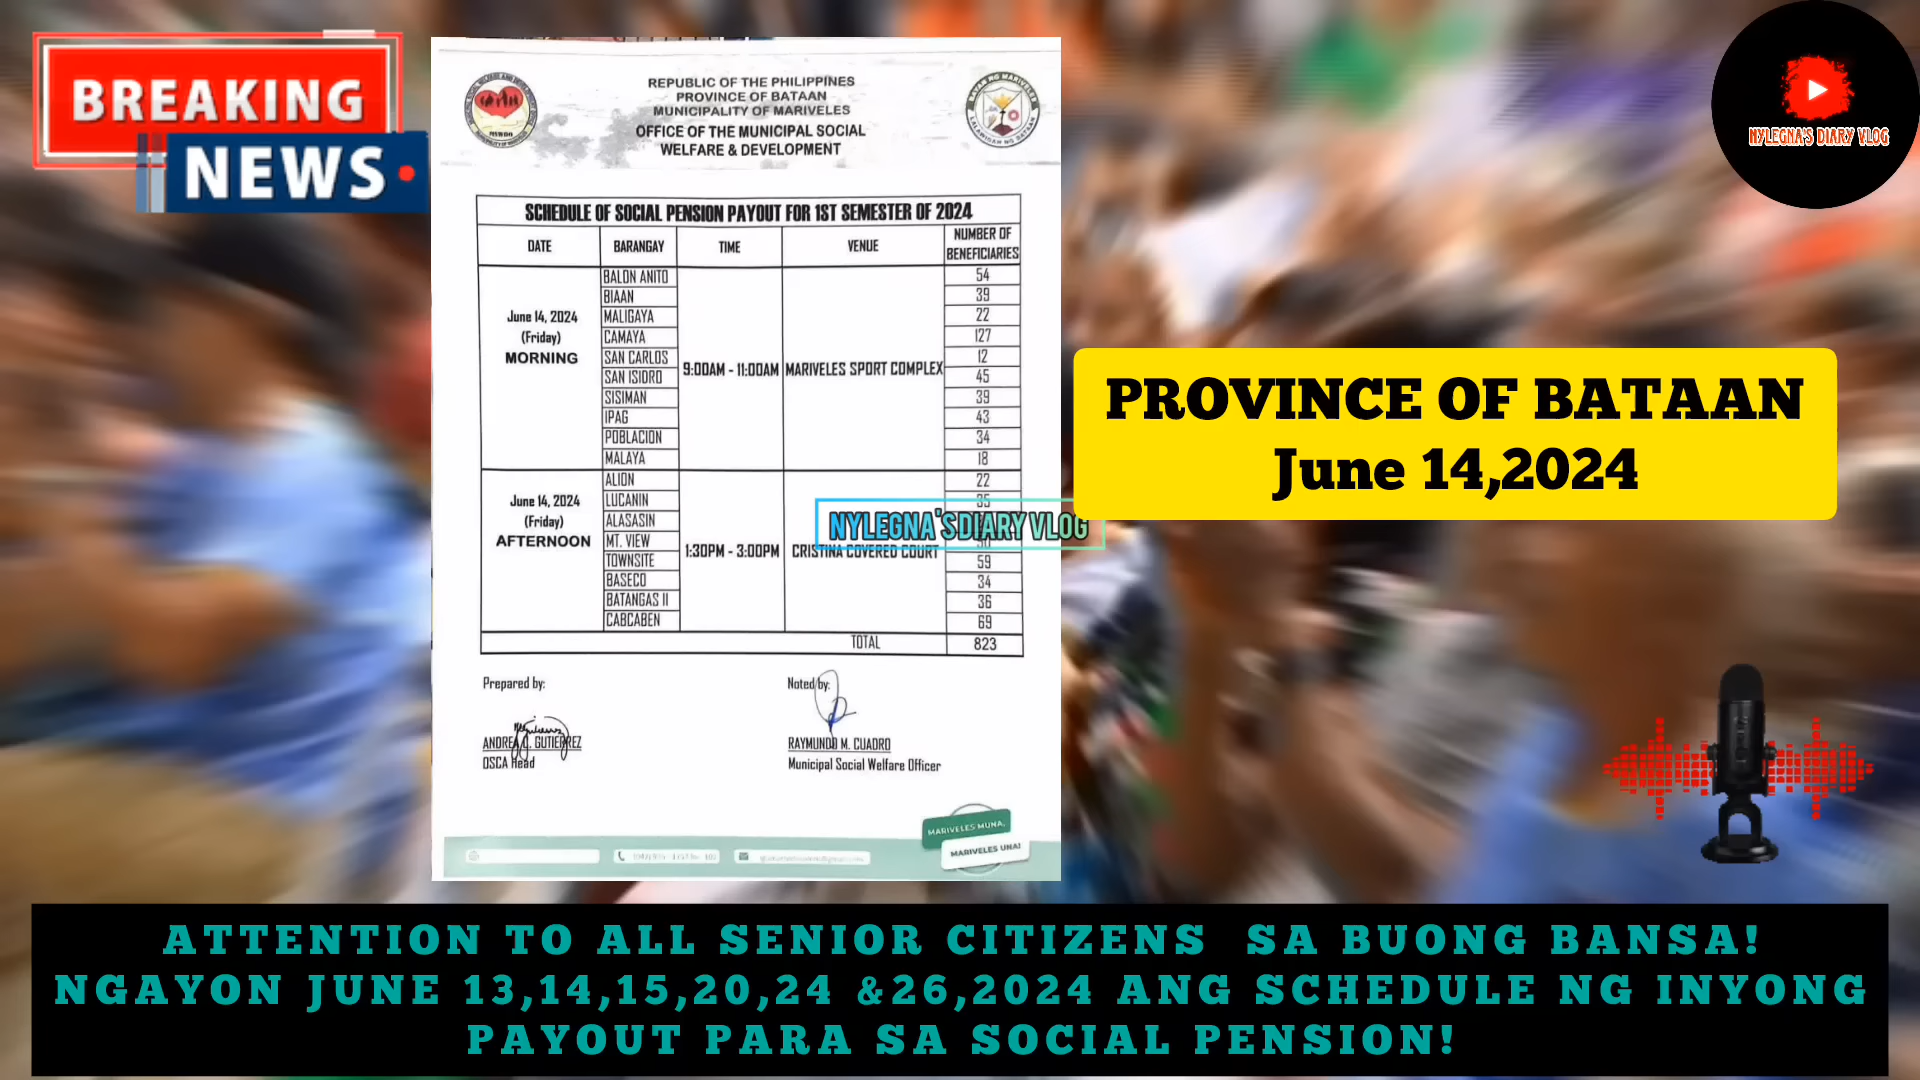 BREAKING
NEWS
REPUBLIC OF THE PHILIPPINES
PROVINCE OF BATAAN
MUNICIPALITY OF MARIVELES
OFFICE OF THE MUNICIPAL SOCIAL
WELFARE & DEVELOPMENT
SCHEDULE OF SOCIAL PENSION PAYOUT FOR 1ST SEMESTER OF 2024
DATE BARANGAY TIME VENUE NUMBER OF BENEFICIARIES
June 14, 2024
(Friday)
MORNING
9:00AM - 11:00AM MARIVELES SPORT COMPLEX
BALON ANITO 54
BIAAN 39
MALIGAYA 22
CAMAYA 127
SAN CARLOS 12
SAN ISIDRO 45
SISIMAN 39
IPAG 43
POBLACION 34
MALAYA 18
June 14, 2024
(Friday)
AFTERNOON
1:30PM - 3:00PM CRISTINA COVERED COURT
ALION 22
LUCANIN 35
ALASASIN
MT. VIEW
TOWNSITE 59
BASECO 34
BATANGAS II 36
CABCABEN 69
TOTAL 823
Prepared by:
ANDREA C. GUTIERREZ
OSCA Head
Noted by:
RAYMUNDO M. CUADRO
Municipal Social Welfare Officer
MARIVELES MUNA,
MARIVELES UNA!
NYLEGNA'S DIARY VLOG
PROVINCE OF BATAAN
June 14,2024
NYLEGNA'S DIARY VLOG
ATTENTION TO ALL SENIOR CITIZENS SA BUONG BANSA!
NGAYON JUNE 13,14,15,20,24 &26,2024 ANG SCHEDULE NG INYONG
PAYOUT PARA SA SOCIAL PENSION!